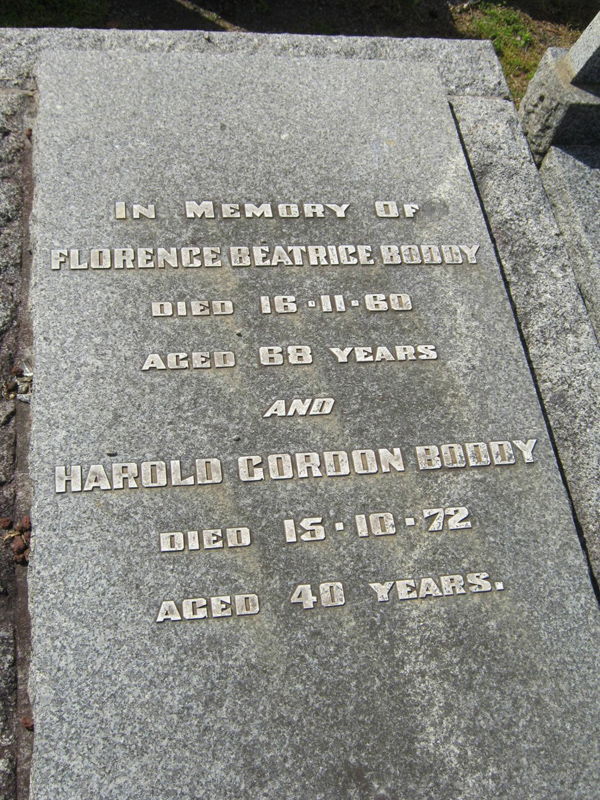 IN MEMORY OF
FLORENCE BEATRICE BODDY
DIED 16·11·60
AGED 68 YEARS
AND
HAROLD GORDON BODDY
DIED 15·10·72
AGED 40 YEARS.